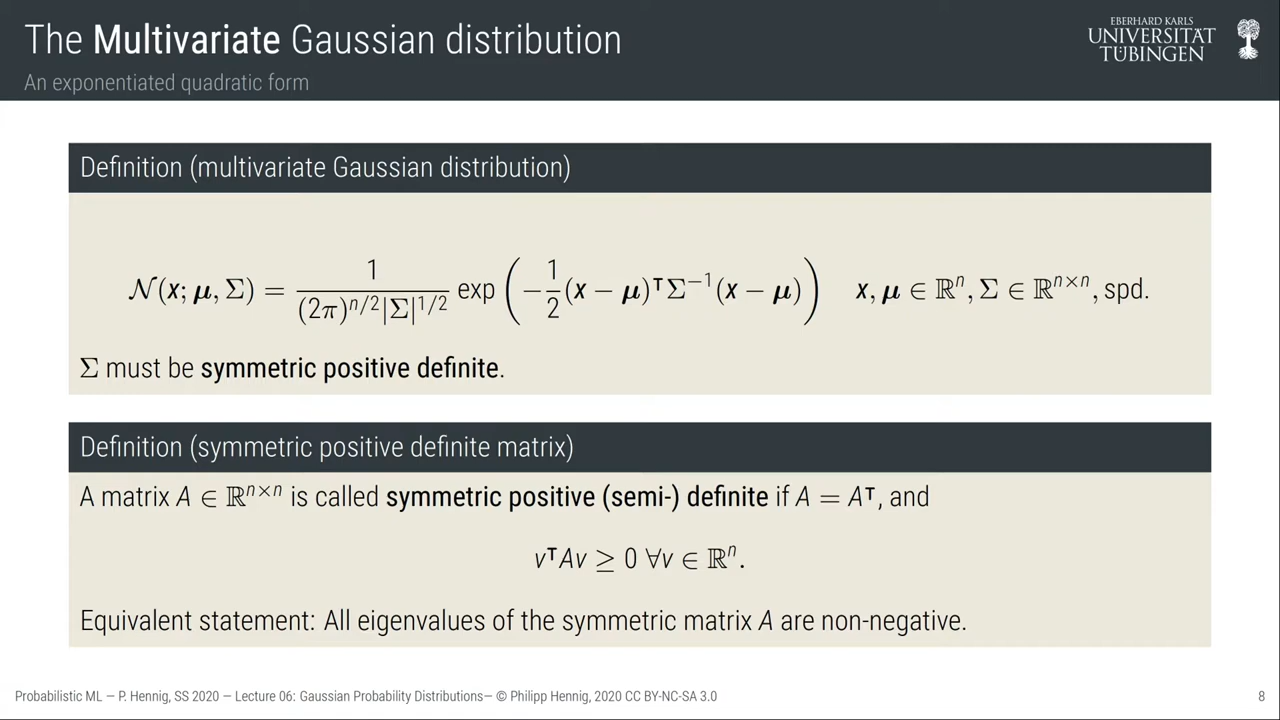 The Multivariate Gaussian distribution
An exponentiated quadratic form
EBERHARD KARLS
UNIVERSITÄT
TÜBINGEN
Definition (multivariate Gaussian distribution)
𝒩(x; μ, Σ) = 1 / ((2π)^{n/2}|Σ|^{1/2}) exp(−1/2 (x − μ)ᵀΣ⁻¹(x − μ))   x, μ ∈ ℝⁿ, Σ ∈ ℝⁿˣⁿ, spd.
Σ must be symmetric positive definite.
Definition (symmetric positive definite matrix)
A matrix A ∈ ℝⁿˣⁿ is called symmetric positive (semi-) definite if A = Aᵀ, and
vᵀAv ≥ 0 ∀v ∈ ℝⁿ.
Equivalent statement: All eigenvalues of the symmetric matrix A are non-negative.
Probabilistic ML — P. Hennig, SS 2020 — Lecture 06: Gaussian Probability Distributions— © Philipp Hennig, 2020 CC BY-NC-SA 3.0
8